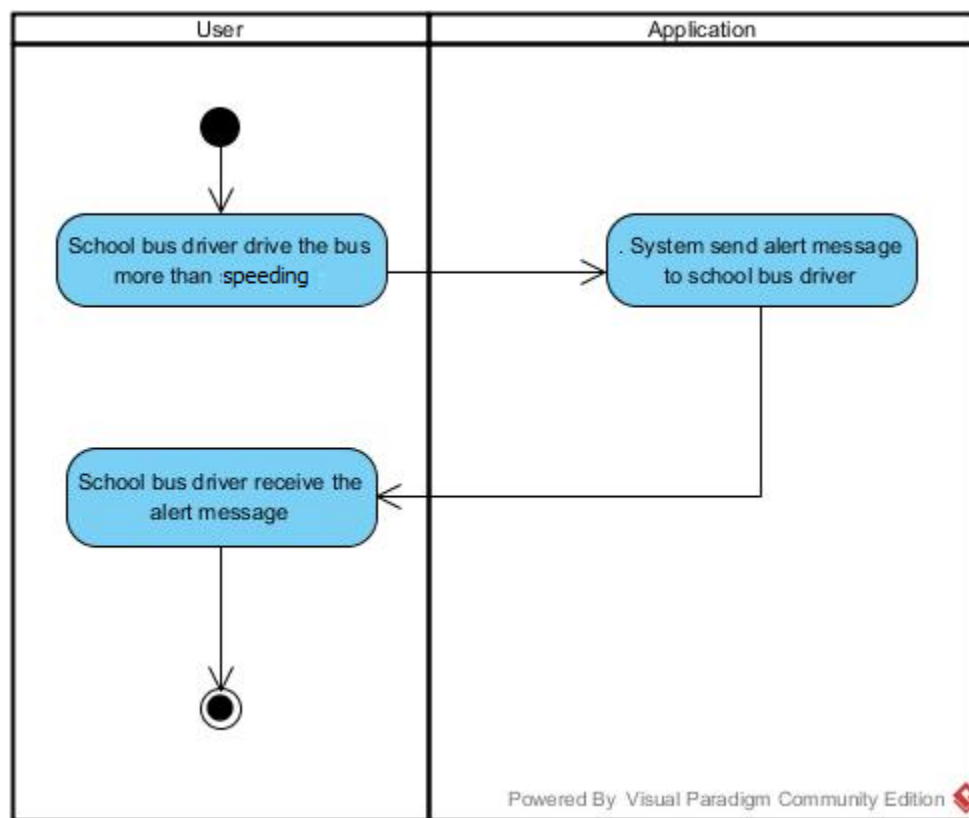 User
Application
School bus driver drive the bus
more than :speeding
. System send alert message
to school bus driver
School bus driver receive the
alert message
Powered By Visual Paradigm Community Edition